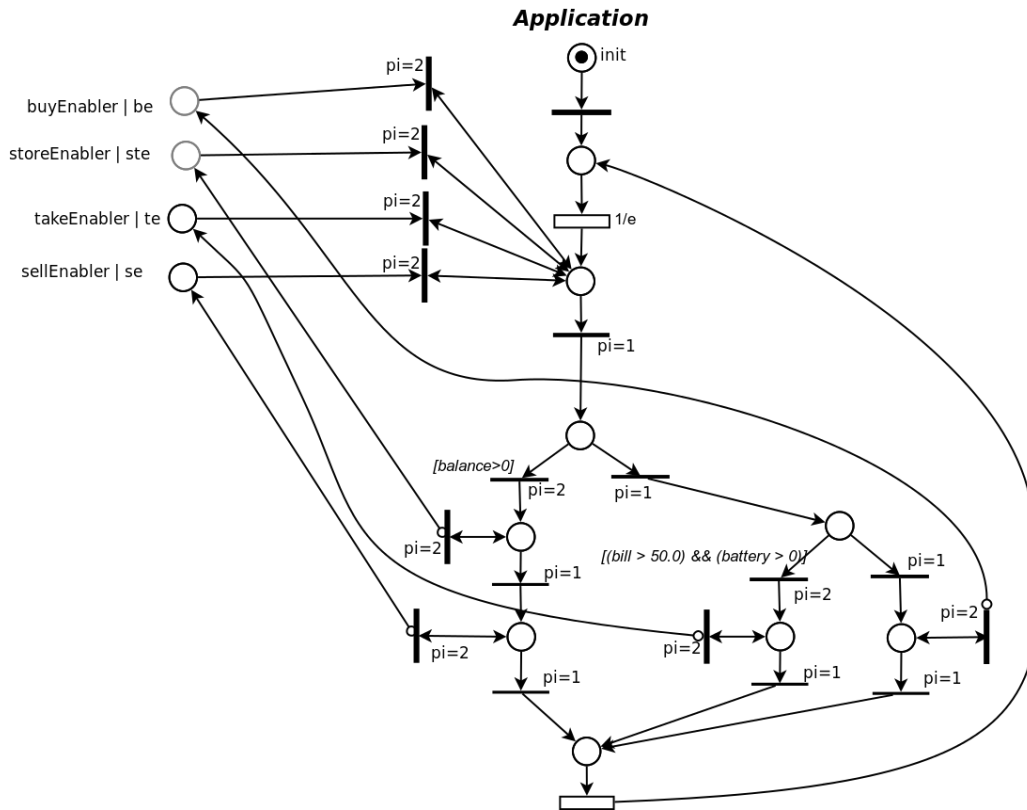 Application
init
pi=2
buyEnabler | be
pi=2
storeEnabler | ste
pi=2
takeEnabler | te
1/e
pi=2
sellEnabler | se
pi=1
[balance>0]
pi=2
pi=1
pi=2
[(bill > 50.0) && (battery > 0)]
pi=1
pi=1
pi=2
pi=2
pi=2
pi=2
pi=1
pi=1
pi=1